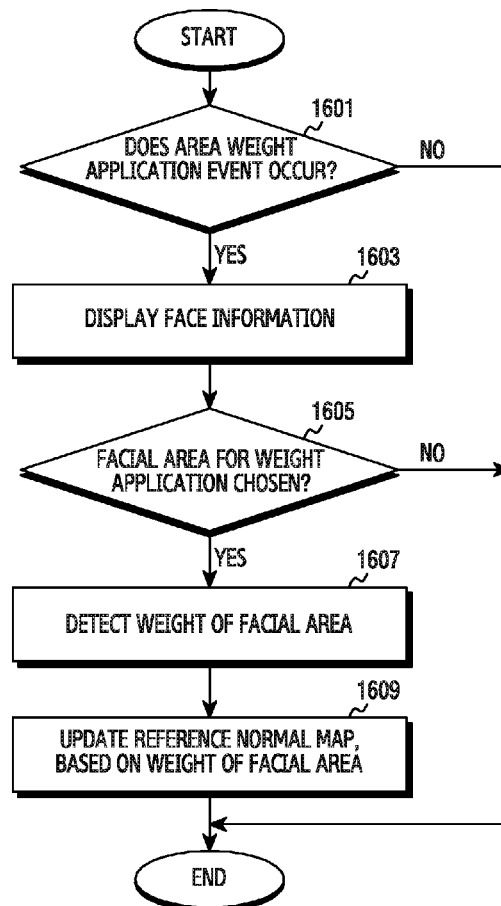 START
1601
DOES AREA WEIGHT
APPLICATION EVENT OCCUR?
NO
YES
1603
DISPLAY FACE INFORMATION
1605
FACIAL AREA FOR WEIGHT
APPLICATION CHOSEN?
NO
YES
1607
DETECT WEIGHT OF FACIAL AREA
1609
UPDATE REFERENCE NORMAL MAP,
BASED ON WEIGHT OF FACIAL AREA
END